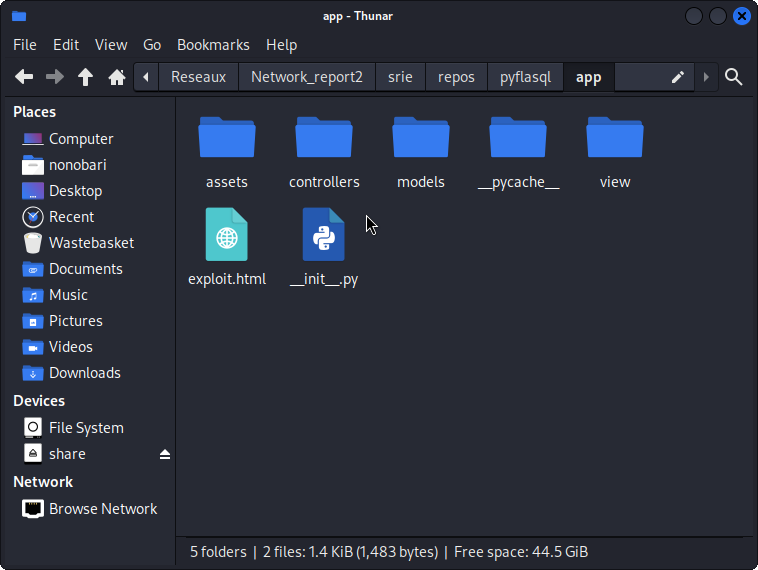 app - Thunar
File Edit View Go Bookmarks Help
Reseaux Network_report2 srie repos pyflasql app
Places
Computer
nonobari
Desktop
Recent
Wastebasket
Documents
Music
Pictures
Videos
Downloads
Devices
File System
share
Network
Browse Network
assets controllers models __pycache__ view
exploit.html __init__.py
5 folders | 2 files: 1.4 KiB (1,483 bytes) | Free space: 44.5 GiB